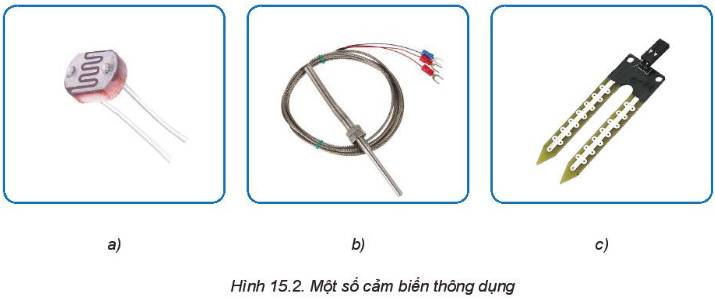 a)
b)
c)
Hình 15.2. Một số cảm biến thông dụng